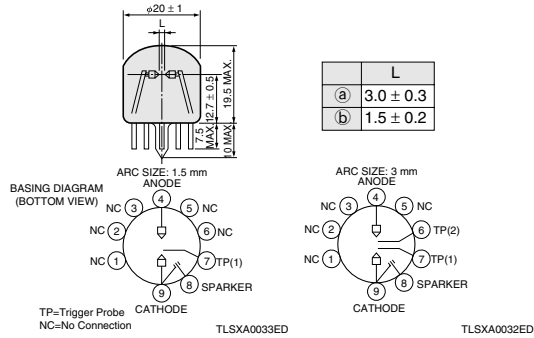 φ20 ± 1
L
12.7 ± 0.5
19.5 MAX.
7.5 MAX.
10 MAX.
L
ⓐ 3.0 ± 0.3
ⓑ 1.5 ± 0.2
BASING DIAGRAM
(BOTTOM VIEW)
ARC SIZE: 1.5 mm
ANODE
4
NC 3
5 NC
NC 2
6 NC
NC 1
7 TP(1)
8 SPARKER
9
CATHODE
TP=Trigger Probe
NC=No Connection
TLSXA0033ED
ARC SIZE: 3 mm
ANODE
4
NC 3
5 NC
NC 2
6 TP(2)
NC 1
7 TP(1)
8 SPARKER
9
CATHODE
TLSXA0032ED